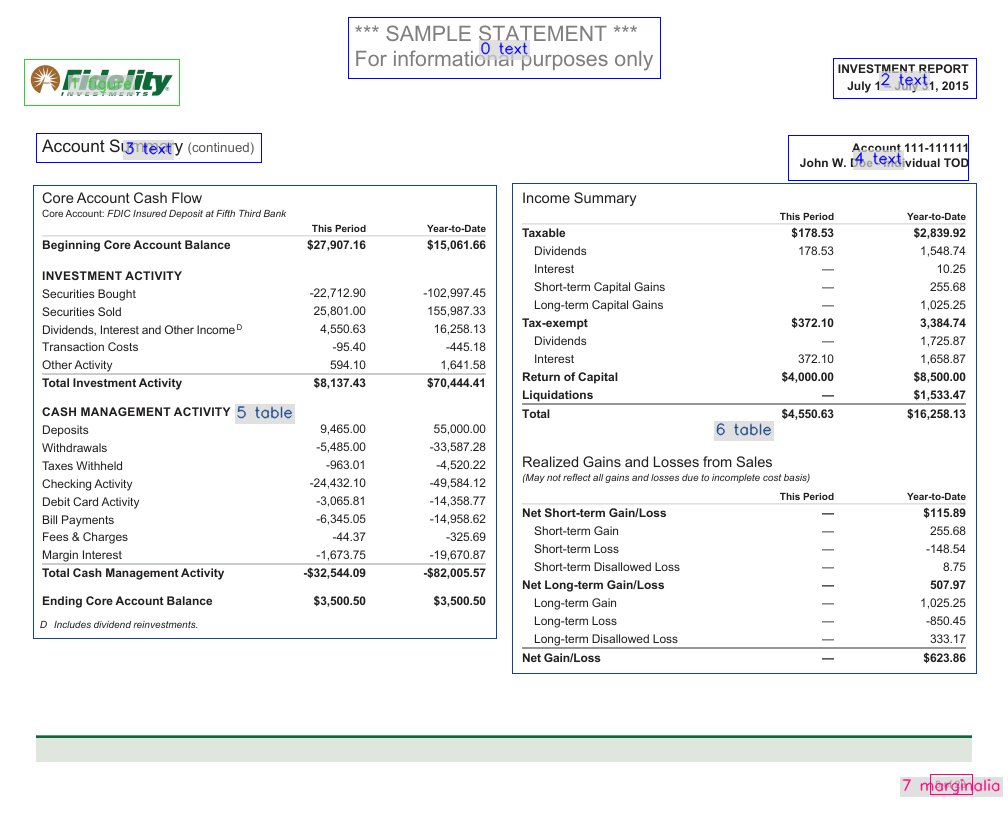 *** SAMPLE STATEMENT ***
For informational purposes only
0 text
Fidelity
INVESTMENTS
1 figure
INVESTMENT REPORT
July 1 – July 31, 2015
2 text
Account Summary (continued)
3 text
Account 111-111111
John W. Doe - Individual TOD
4 text
Core Account Cash Flow
Core Account: FDIC Insured Deposit at Fifth Third Bank
This Period Year-to-Date
Beginning Core Account Balance $27,907.16 $15,061.66
INVESTMENT ACTIVITY
Securities Bought -22,712.90 -102,997.45
Securities Sold 25,801.00 155,987.33
Dividends, Interest and Other Income D 4,550.63 16,258.13
Transaction Costs -95.40 -445.18
Other Activity 594.10 1,641.58
Total Investment Activity $8,137.43 $70,444.41
CASH MANAGEMENT ACTIVITY
5 table
Deposits 9,465.00 55,000.00
Withdrawals -5,485.00 -33,587.28
Taxes Withheld -963.01 -4,520.22
Checking Activity -24,432.10 -49,584.12
Debit Card Activity -3,065.81 -14,358.77
Bill Payments -6,345.05 -14,958.62
Fees & Charges -44.37 -325.69
Margin Interest -1,673.75 -19,670.87
Total Cash Management Activity -$32,544.09 -$82,005.57
Ending Core Account Balance $3,500.50 $3,500.50
D Includes dividend reinvestments.
Income Summary
This Period Year-to-Date
Taxable $178.53 $2,839.92
Dividends 178.53 1,548.74
Interest — 10.25
Short-term Capital Gains — 255.68
Long-term Capital Gains — 1,025.25
Tax-exempt $372.10 3,384.74
Dividends — 1,725.87
Interest 372.10 1,658.87
Return of Capital $4,000.00 $8,500.00
Liquidations — $1,533.47
Total $4,550.63 $16,258.13
6 table
Realized Gains and Losses from Sales
(May not reflect all gains and losses due to incomplete cost basis)
This Period Year-to-Date
Net Short-term Gain/Loss — $115.89
Short-term Gain — 255.68
Short-term Loss — -148.54
Short-term Disallowed Loss — 8.75
Net Long-term Gain/Loss — 507.97
Long-term Gain — 1,025.25
Long-term Loss — -850.45
Long-term Disallowed Loss — 333.17
Net Gain/Loss — $623.86
7 marginalia